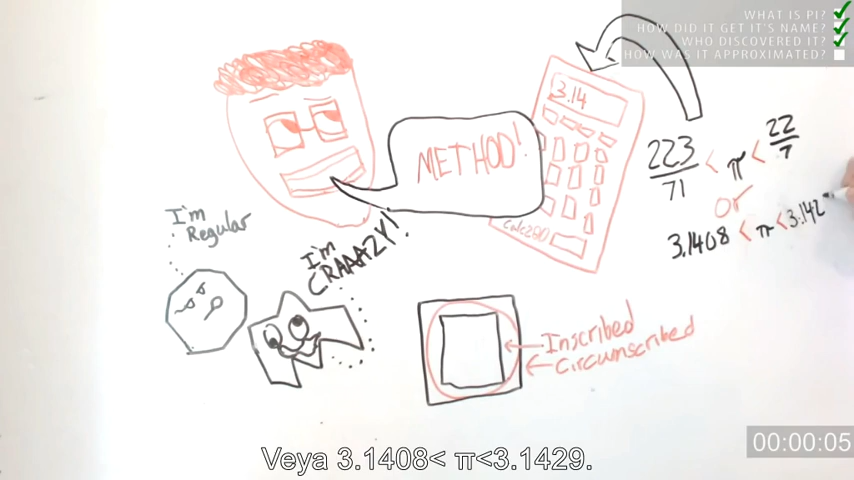 WHAT IS PI?
HOW DID IT GET IT'S NAME?
WHO DISCOVERED IT?
HOW WAS IT APPROXIMATED?
3.14
METHOD!
Calc200
223/71 < π < 22/7
or
3.1408 < π < 3.142
I'm
Regular
I'm
CRAAAZY!
Inscribed
Circumscribed
00:00:05
Veya 3.1408< π<3.1429.